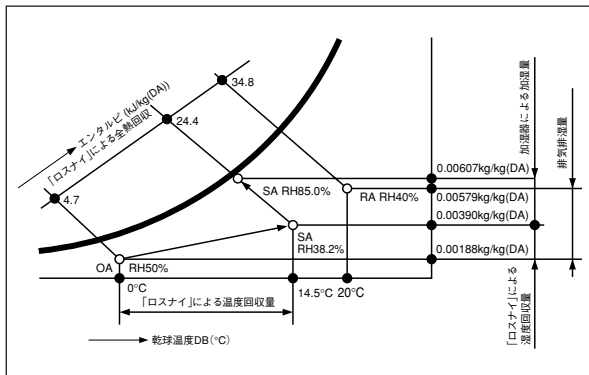 34.8
エンタルピ (kJ/kg(DA))
「ロスナイ」による全熱回収
24.4
4.7
加湿器による加湿量
排気排湿量
0.00607kg/kg(DA)
SA RH85.0%
RA RH40%
0.00579kg/kg(DA)
0.00390kg/kg(DA)
SA
RH38.2%
0.00188kg/kg(DA)
OA
RH50%
0°C
14.5°C
20°C
「ロスナイ」による温度回収量
「ロスナイ」による
湿度回収量
乾球温度DB(°C)